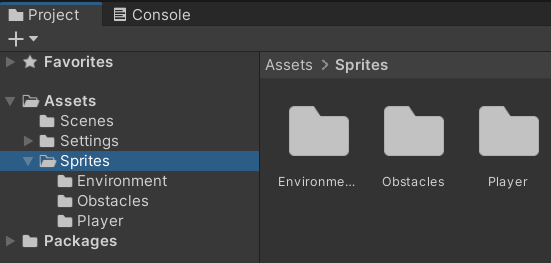 Project
Console
Favorites
Assets
Scenes
Settings
Sprites
Environment
Obstacles
Player
Packages
Assets > Sprites
Environme...
Obstacles
Player